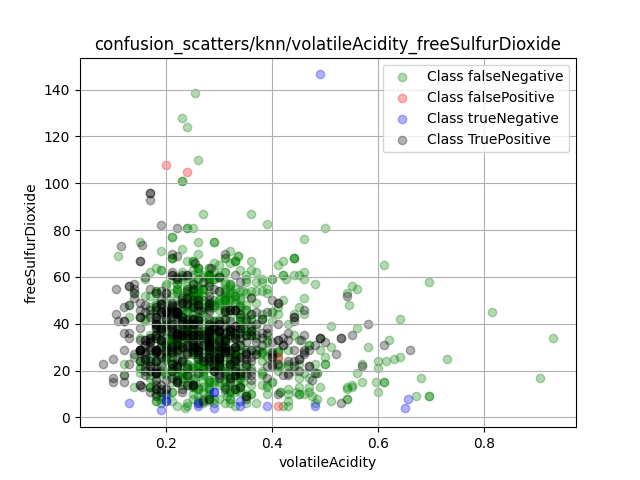 confusion_scatters/knn/volatileAcidity_freeSulfurDioxide
Class falseNegative
Class falsePositive
Class trueNegative
Class TruePositive
140
120
100
80
60
40
20
0
freeSulfurDioxide
0.2
0.4
0.6
0.8
volatileAcidity